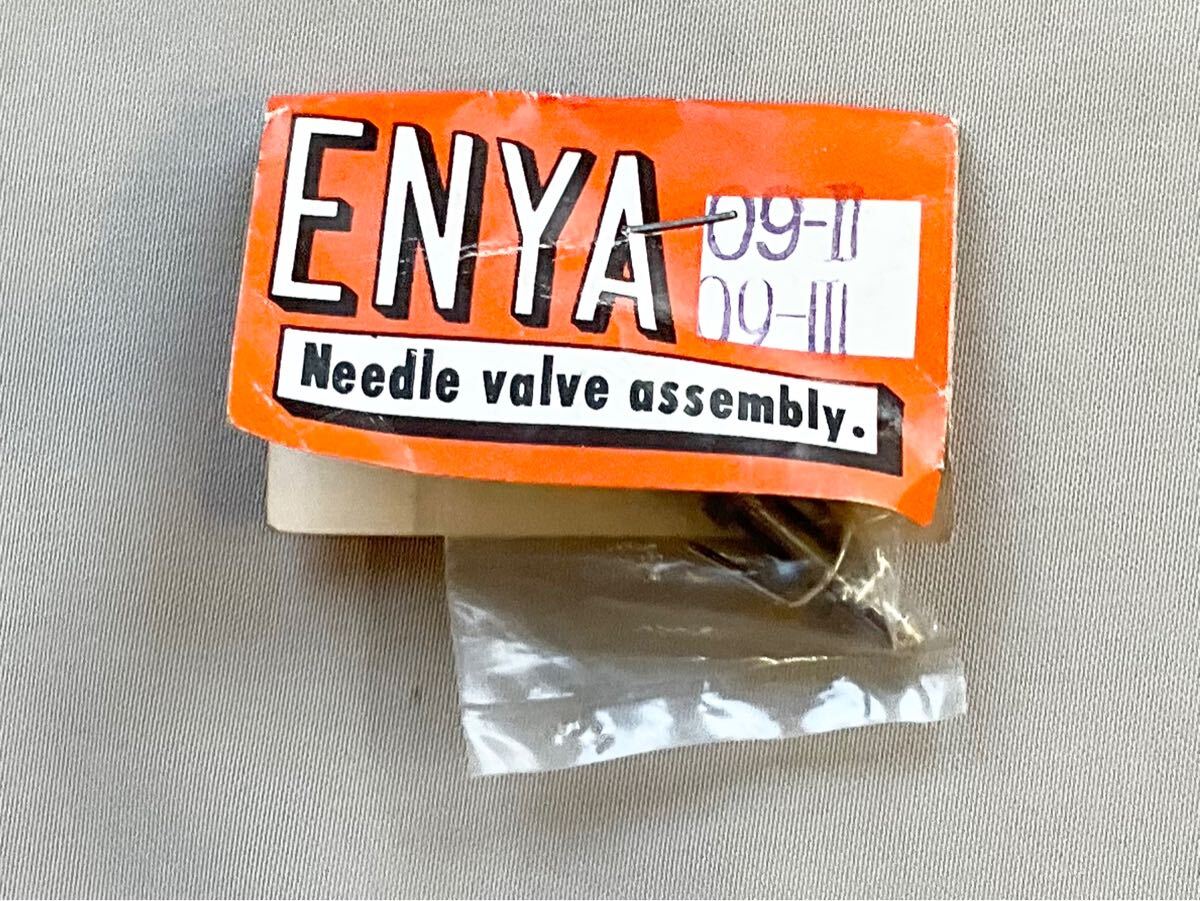 ENYA
09-II
09-III
Needle valve assembly.